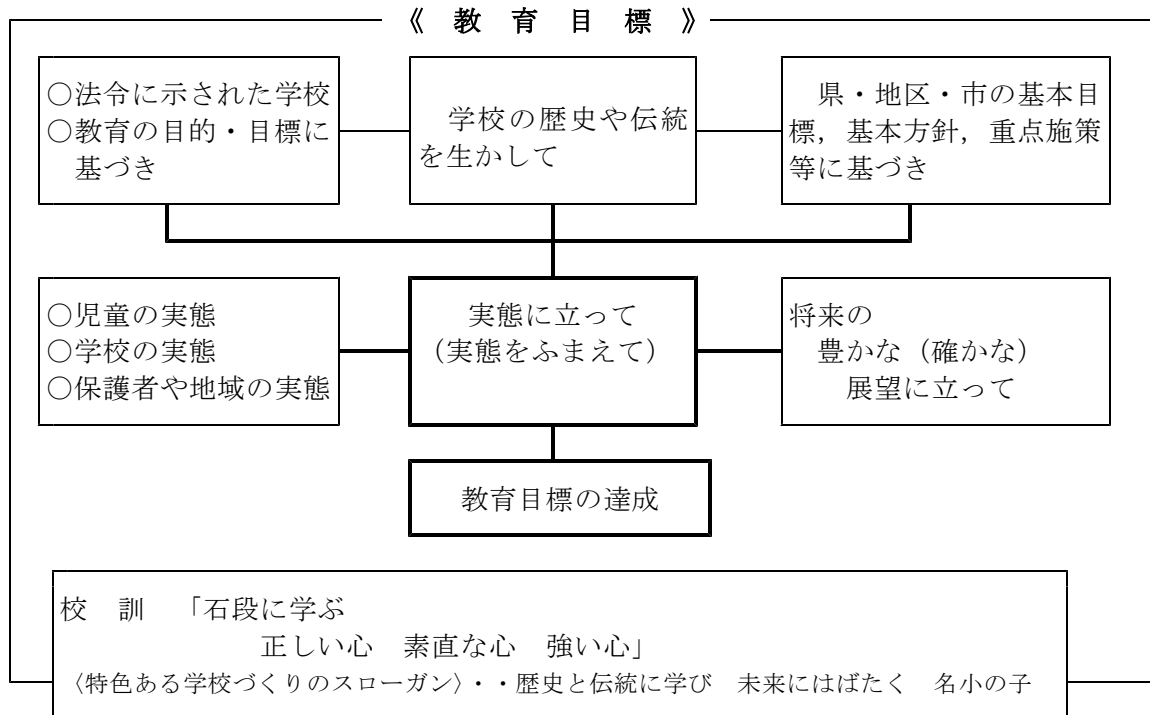 《 教 育 目 標 》
○法令に示された学校
○教育の目的・目標に
基づき
学校の歴史や伝統
を生かして
県・地区・市の基本目
標，基本方針，重点施策
等に基づき
○児童の実態
○学校の実態
○保護者や地域の実態
実態に立って
（実態をふまえて）
将来の
豊かな（確かな）
展望に立って
教育目標の達成
校　訓　「石段に学ぶ
正しい心　素直な心　強い心」
〈特色ある学校づくりのスローガン〉・・歴史と伝統に学び　未来にはばたく　名小の子